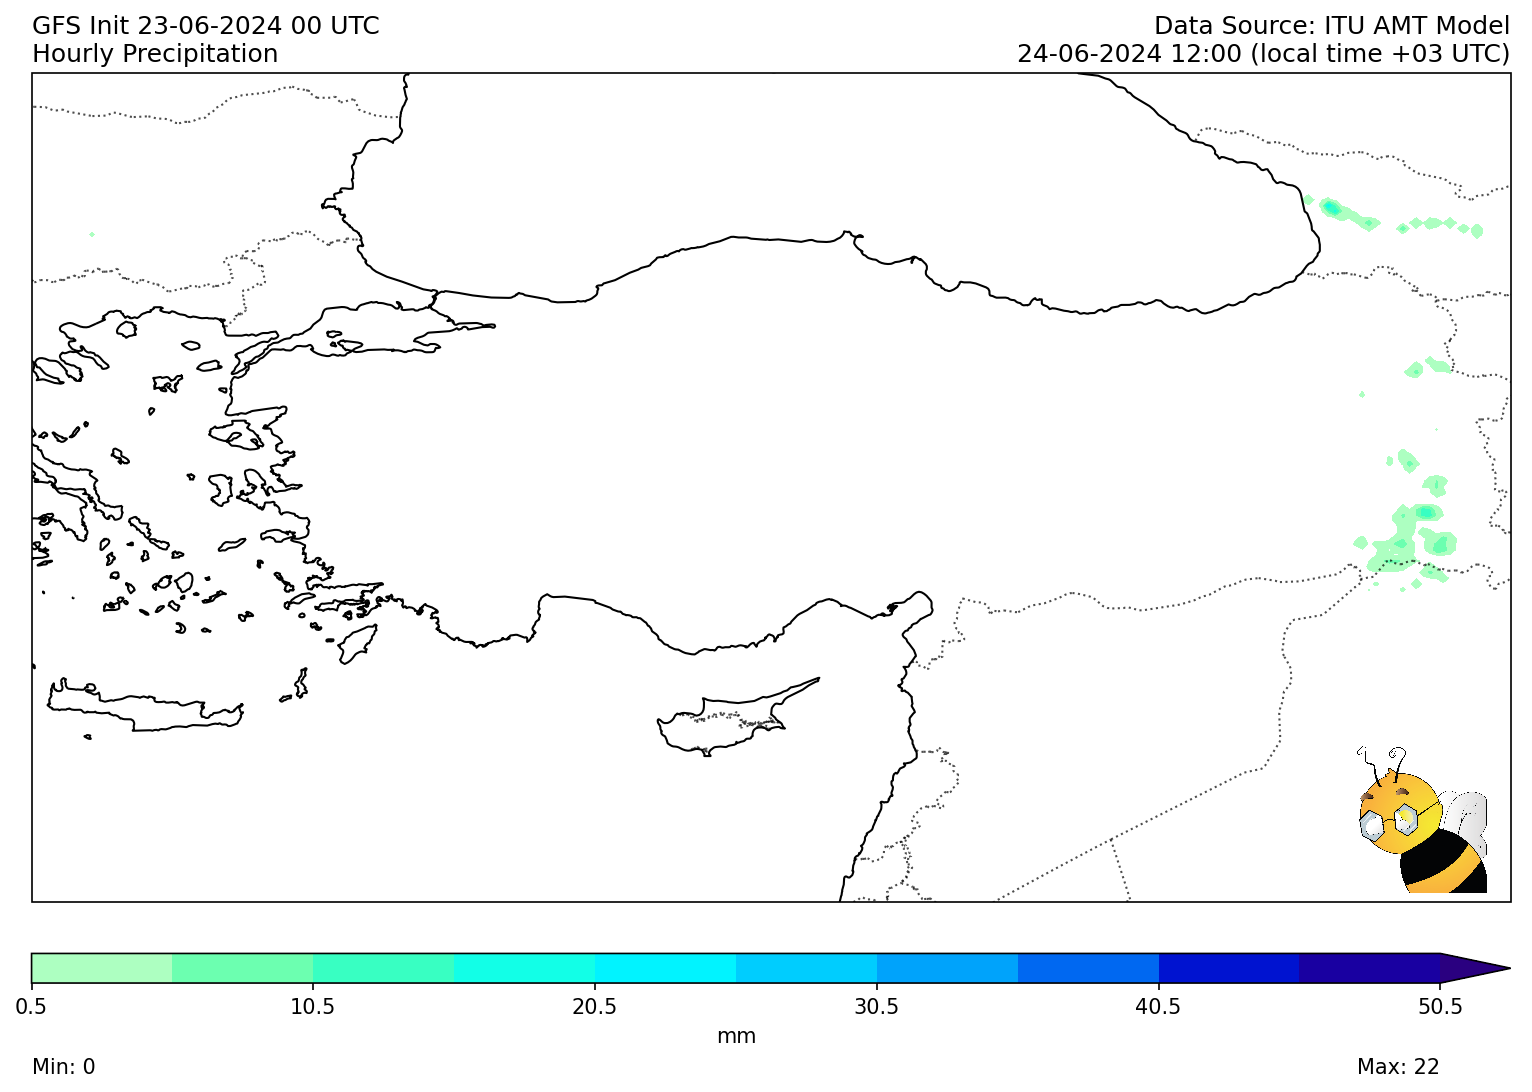 GFS Init 23-06-2024 00 UTC
Hourly Precipitation
Data Source: ITU AMT Model
24-06-2024 12:00 (local time +03 UTC)
0.5 10.5 20.5 30.5 40.5 50.5
mm
Min: 0
Max: 22